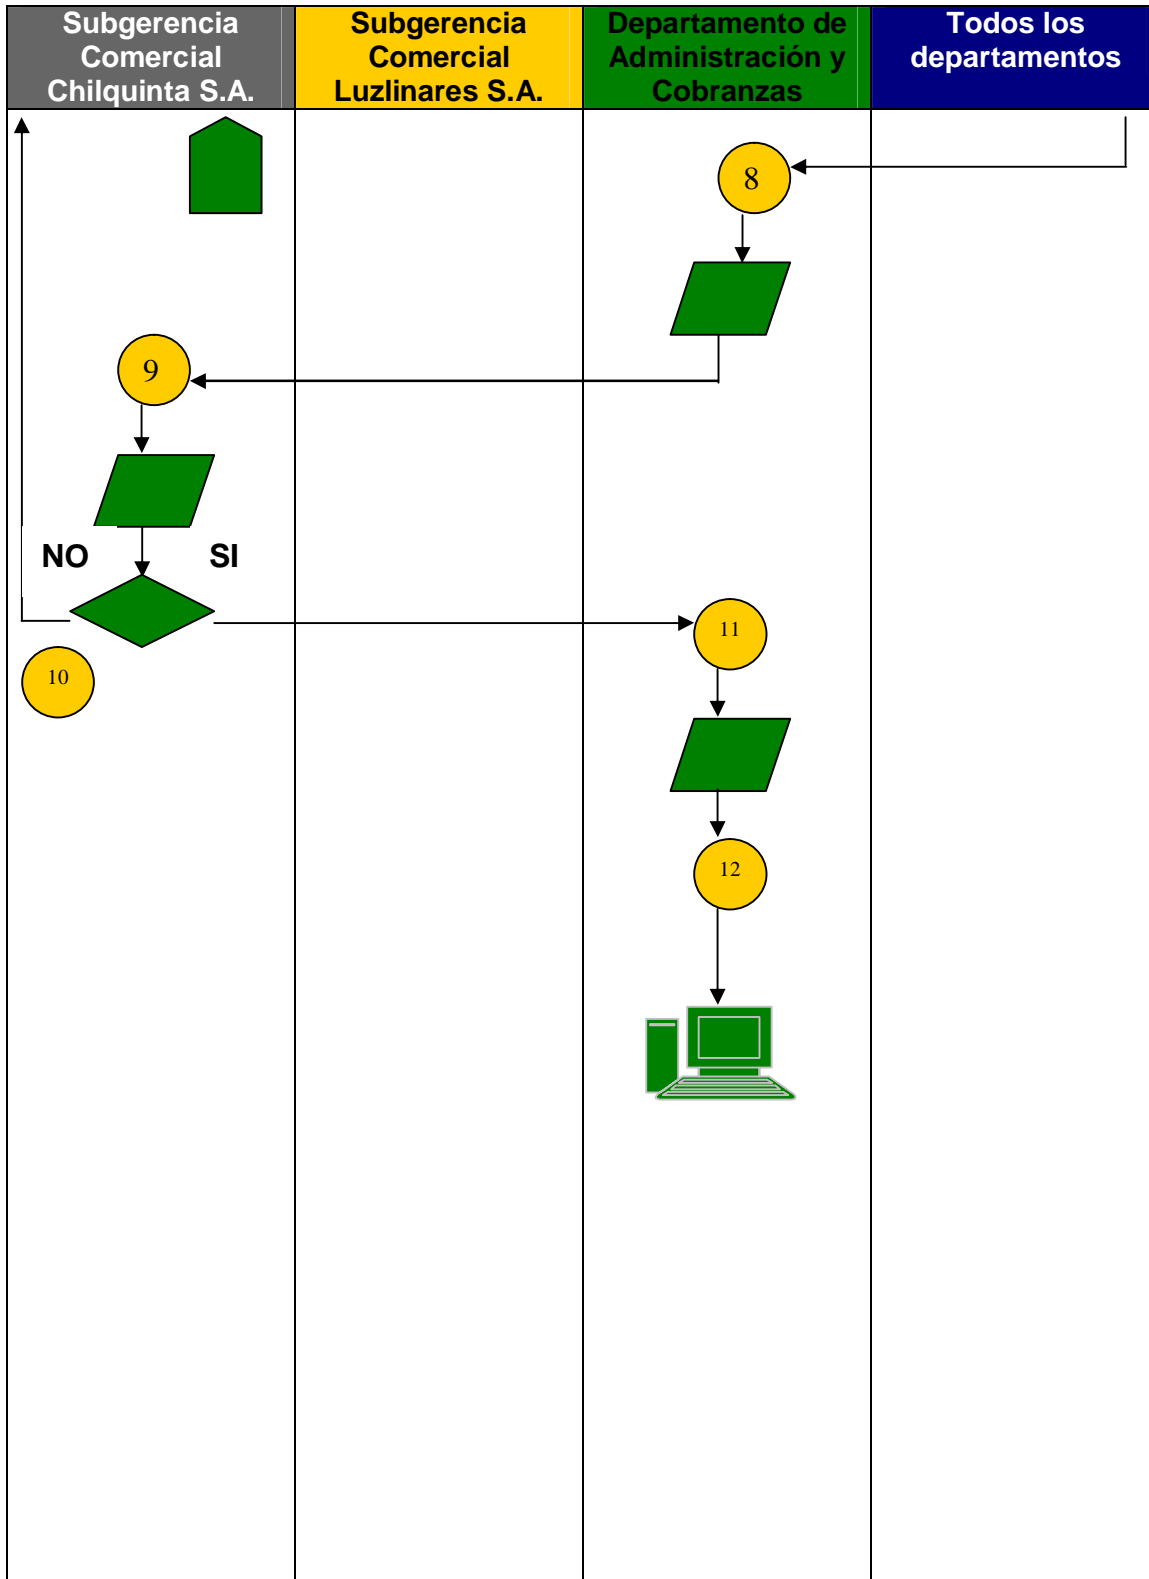 Subgerencia
Comercial
Chilquinta S.A.
Subgerencia
Comercial
Luzlinares S.A.
Departamento de
Administración y
Cobranzas
Todos los
departamentos
8
9
NO SI
11
10
12